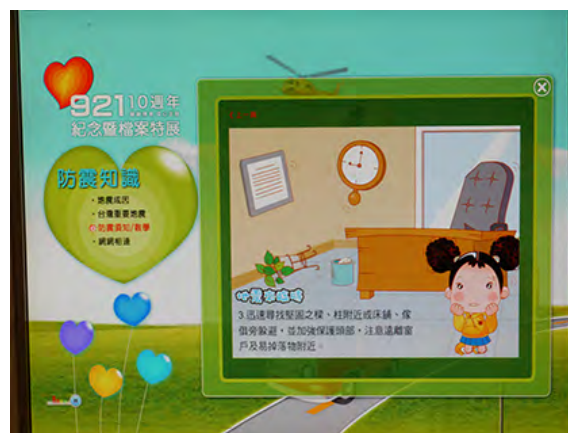 921 10週年
紀念暨檔案特展
防震知識
・地震成因
・台灣重要地震
防震須知/教學
・網網相連
地震來臨時
3.迅速尋找堅固之樑、柱附近或床舖、傢
俱旁躲避,並加強保護頭部,注意遠離窗
戶及易掉落物附近。